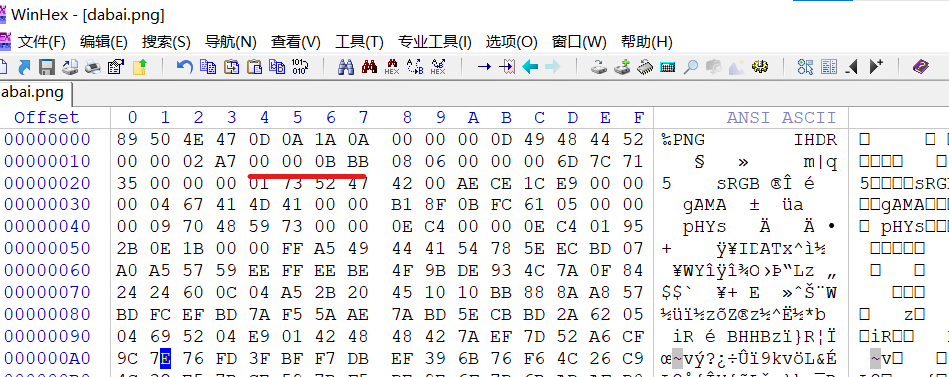 WinHex - [dabai.png]
文件(F) 编辑(E) 搜索(S) 导航(N) 查看(V) 工具(T) 专业工具(I) 选项(O) 窗口(W) 帮助(H)
abai.png
Offset 0 1 2 3 4 5 6 7 8 9 A B C D E F ANSI ASCII
00000000 89 50 4E 47 0D 0A 1A 0A 00 00 00 0D 49 48 44 52 ‰PNG IHDR
00000010 00 00 02 A7 00 00 0B BB 08 06 00 00 00 6D 7C 71 § » m|q
00000020 35 00 00 00 01 73 52 47 42 00 AE CE 1C E9 00 00 5 sRGB ®Î é
00000030 00 04 67 41 4D 41 00 00 B1 8F 0B FC 61 05 00 00 gAMA ± üa
00000040 00 09 70 48 59 73 00 00 0E C4 00 00 0E C4 01 95 pHYs Ä Ä •
00000050 2B 0E 1B 00 00 FF A5 49 44 41 54 78 5E EC BD 07 + ÿ¥IDATx^ì½
00000060 A0 A5 57 59 EE FF EE BE 4F 9B DE 93 4C 7A 0F 84 ¥WYîÿî¾O›Þ“Lz „
00000070 24 24 60 0C 04 A5 2B 20 45 10 10 BB 88 8A A8 57 $$` ¥+ E »ˆŠ¨W
00000080 BD FC EF BD 7A F5 5A AE 7A BD 5E CB BD 2A 62 05 ½üï½zõZ®z½^Ë½*b
00000090 04 69 52 04 E9 01 42 48 48 42 7A EF 7D 52 A6 CF iR é BHHBzï}R¦Ï
000000A0 9C 7E 76 FD 3F BF F7 DB EF 39 6B 76 F6 4C 26 C9 œ~vý?¿÷Ûï9kvöL&É